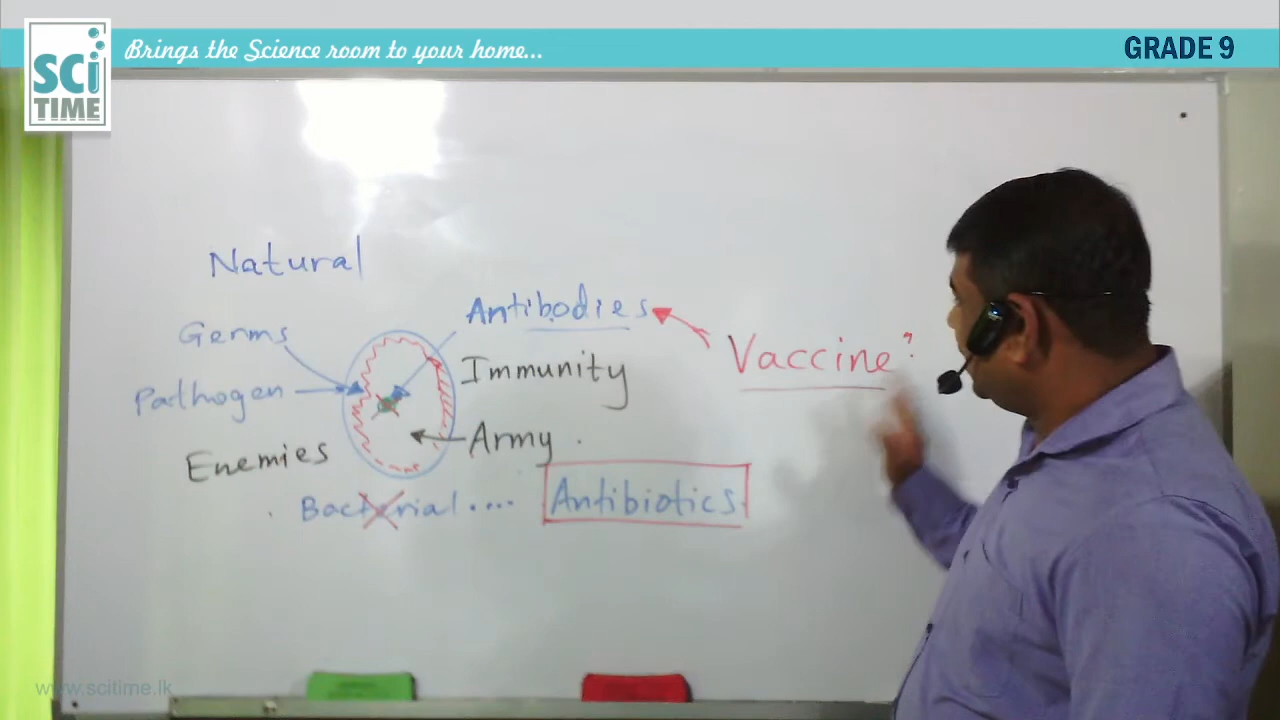 SCi
TIME
Brings the Science room to your home...
GRADE 9
Natural
Antibodies
Germs
Vaccine?
Immunity
Pathogen
Army .
Enemies
Bacterial ....
Antibiotics
www.scitime.lk